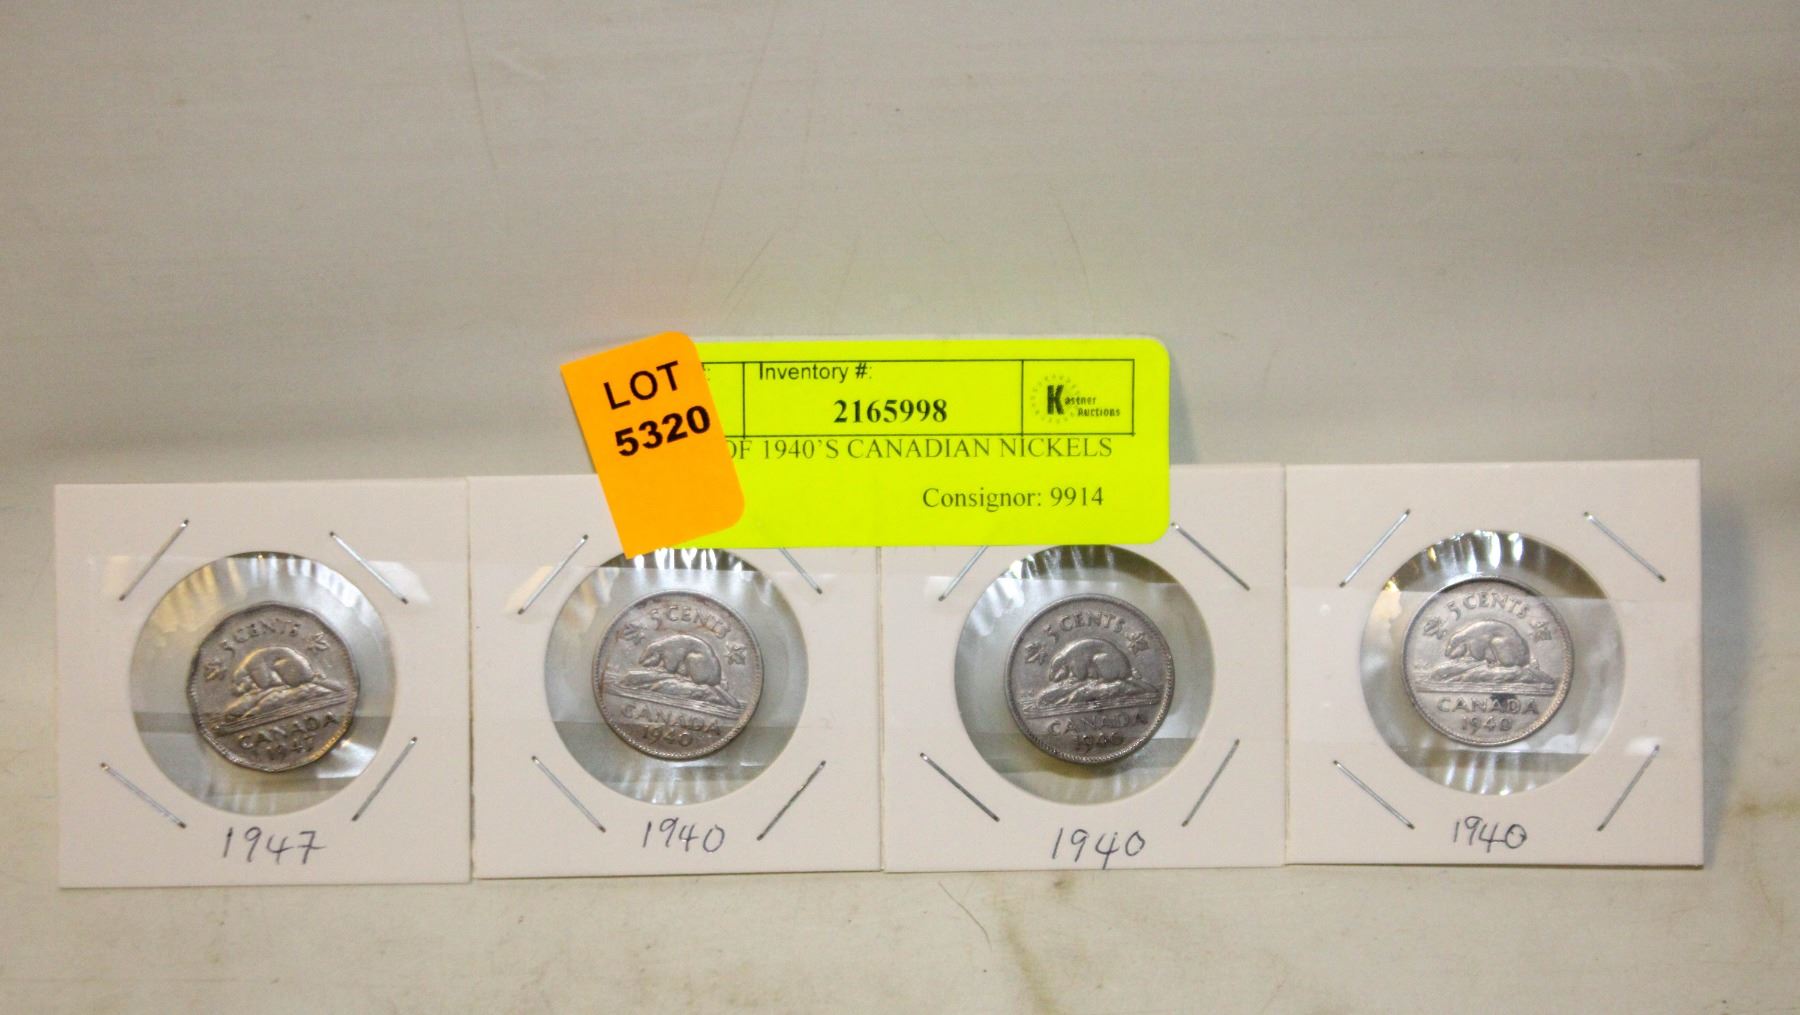 LOT
5320
Inventory #:
2165998
Kastner
Auctions
OF 1940'S CANADIAN NICKELS
Consignor: 9914
5 CENTS
CANADA
1947
5 CENTS
CANADA
1940
5 CENTS
CANADA
1940
5 CENTS
CANADA
1940
1947
1940
1940
1940